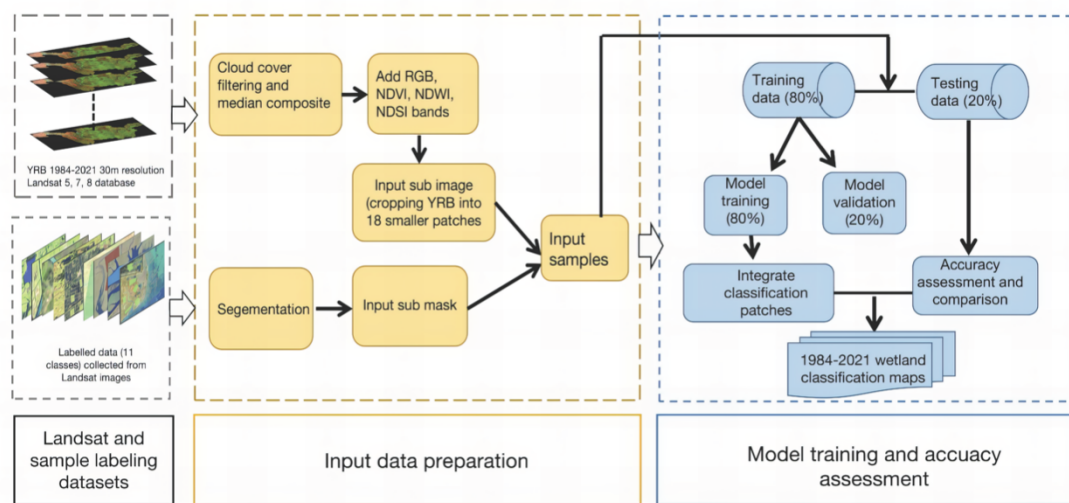 YRB 1984-2021 30m resolution
Landsat 5, 7, 8 database
Labelled data (11
classes) collected from
Landsat images
Landsat and
sample labeling
datasets
Cloud cover
filtering and
median composite
Add RGB,
NDVI, NDWI,
NDSI bands
Input sub image
(cropping YRB into
18 smaller patches
Segementation
Input sub mask
Input
samples
Input data preparation
Training
data (80%)
Testing
data (20%)
Model
training
(80%)
Model
validation
(20%)
Integrate
classification
patches
Accuracy
assessment and
comparison
1984-2021 wetland
classification maps
Model training and accuacy
assessment